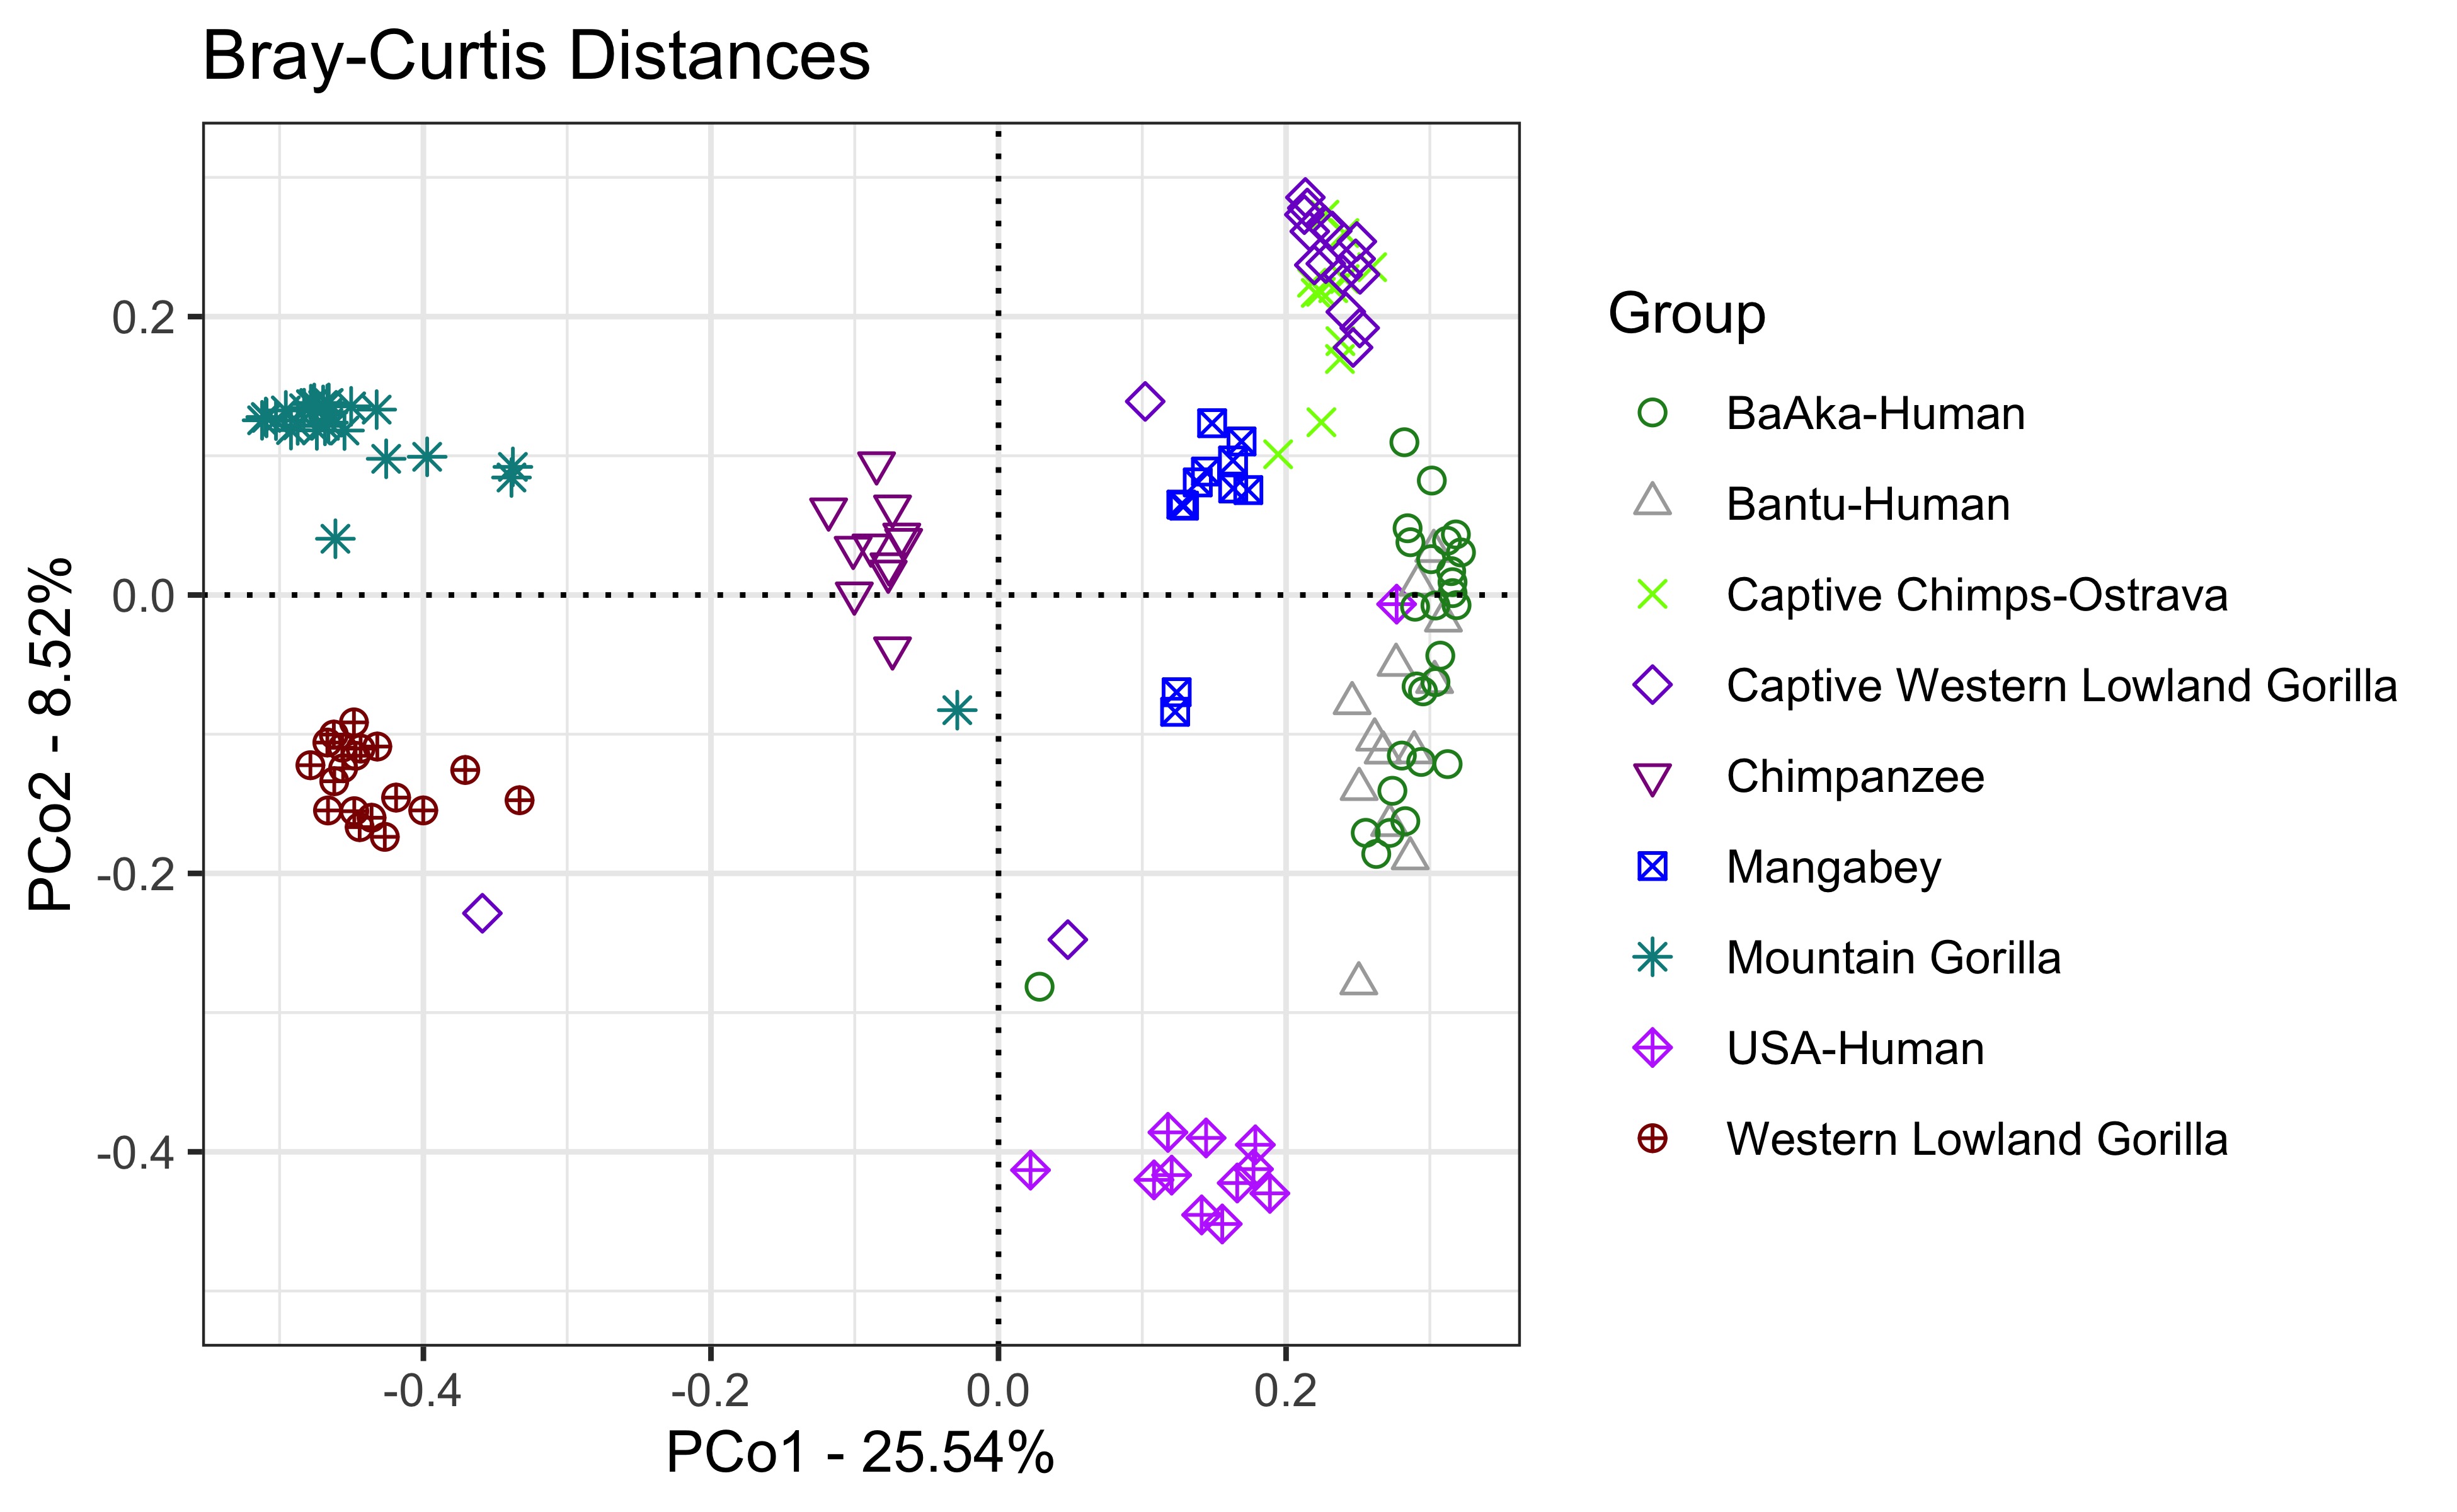 Bray-Curtis Distances
PCo2 - 8.52%
0.2
0.0
-0.2
-0.4
-0.4
-0.2
0.0
0.2
PCo1 - 25.54%
Group
BaAka-Human
Bantu-Human
Captive Chimps-Ostrava
Captive Western Lowland Gorilla
Chimpanzee
Mangabey
Mountain Gorilla
USA-Human
Western Lowland Gorilla